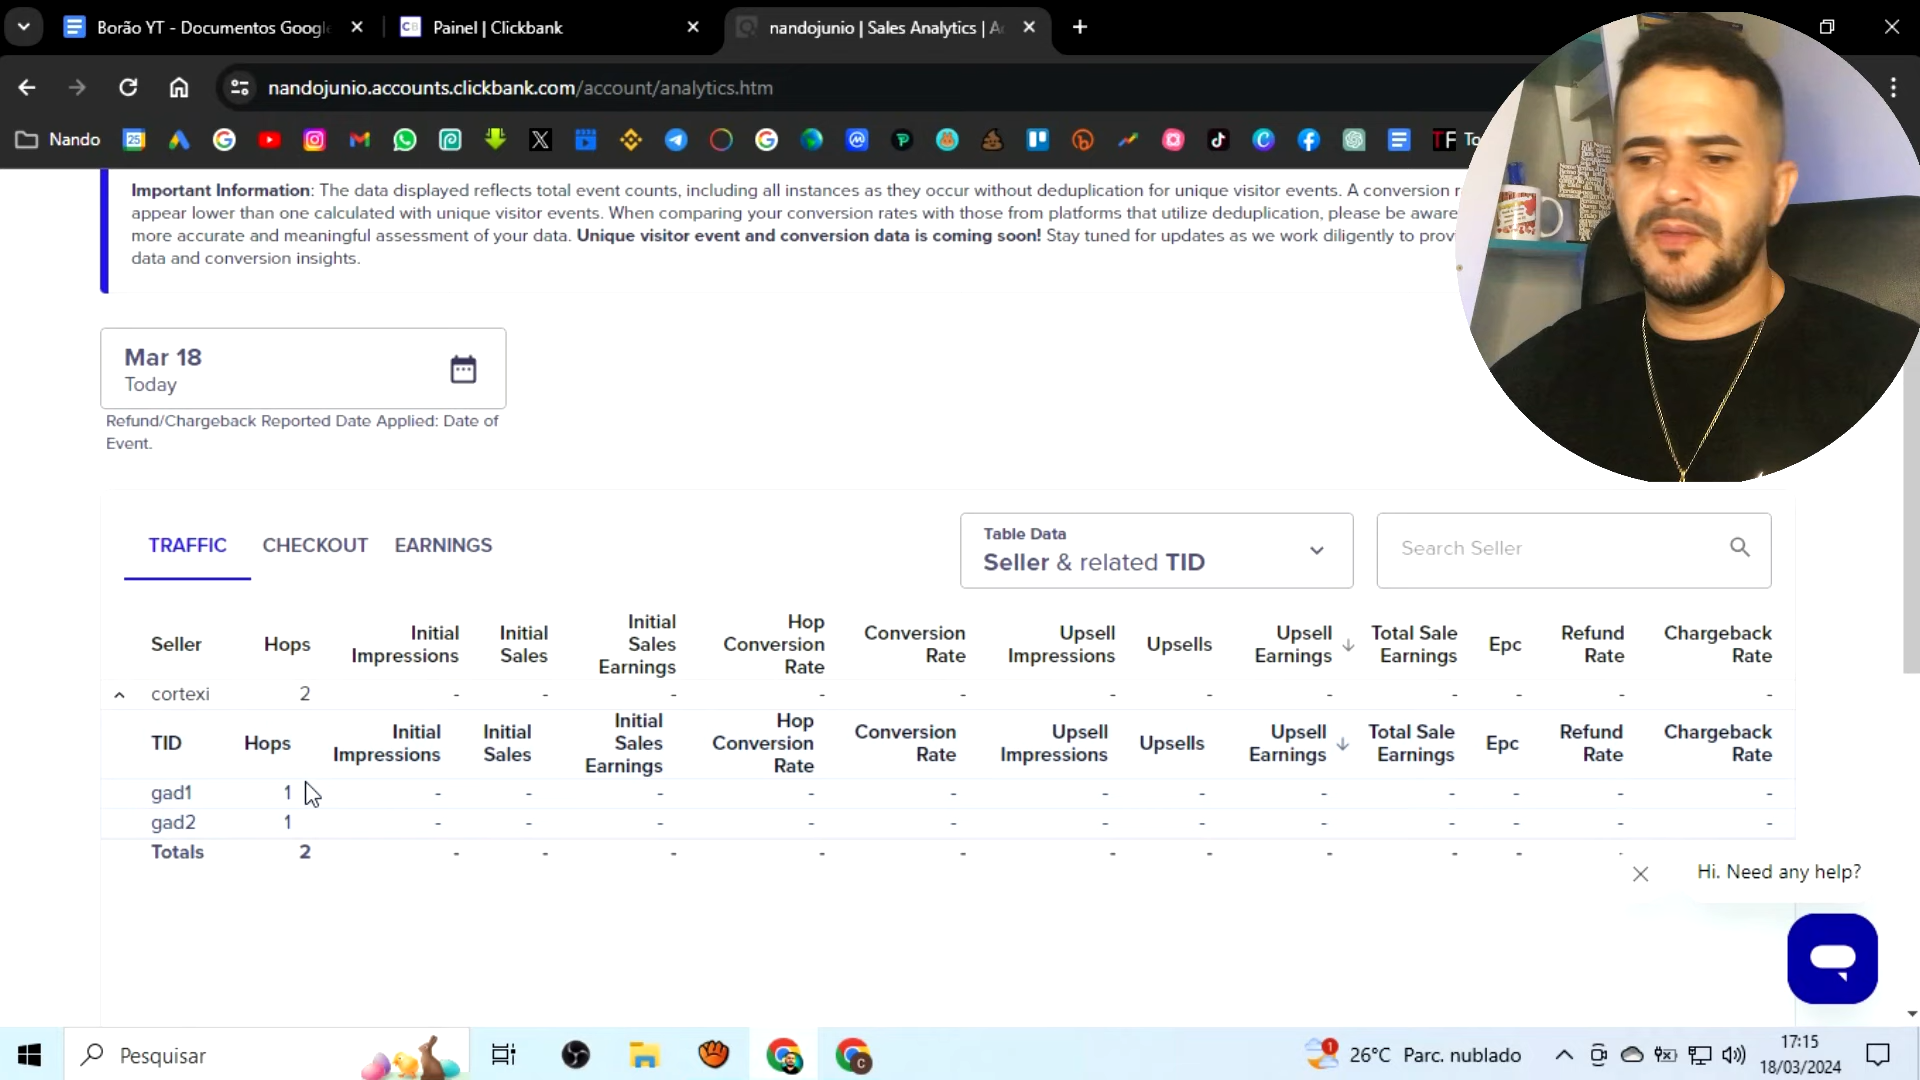 Borão YT - Documentos Google
Painel | Clickbank
nandojunio | Sales Analytics | Ac
nandojunio.accounts.clickbank.com/account/analytics.htm
Nando
Important Information: The data displayed reflects total event counts, including all instances as they occur without deduplication for unique visitor events. A conversion
appear lower than one calculated with unique visitor events. When comparing your conversion rates with those from platforms that utilize deduplication, please be aware
more accurate and meaningful assessment of your data. Unique visitor event and conversion data is coming soon! Stay tuned for updates as we work diligently to
data and conversion insights.
Mar 18
Today
Refund/Chargeback Reported Date Applied: Date of
Event.
TRAFFIC CHECKOUT EARNINGS
Table Data
Seller & related TID
Search Seller
Seller Hops Initial Impressions Initial Sales Initial Sales Earnings Hop Conversion Rate Conversion Rate Upsell Impressions Upsells Upsell Earnings Total Sale Earnings Epc Refund Rate Chargeback Rate
cortexi 2 - - - - - - - - - - - -
TID Hops Initial Impressions Initial Sales Initial Sales Earnings Hop Conversion Rate Conversion Rate Upsell Impressions Upsells Upsell Earnings Total Sale Earnings Epc Refund Rate Chargeback Rate
gad1 1 - - - - - - - - - - - -
gad2 1 - - - - - - - - - - - -
Totals 2 - - - - - - - - - - -
Hi. Need any help?
Pesquisar
26°C Parc. nublado
17:15
18/03/2024